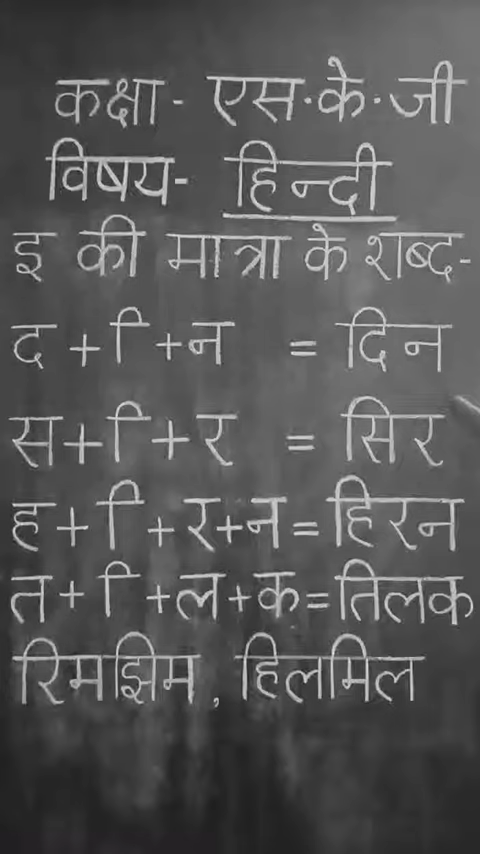 कक्षा - एस.के.जी
विषय- हिन्दी
इ की मात्रा के शब्द-
द + ि + न = दिन
स + ि + र = सिर
ह + ि + र + न = हिरन
त + ि + ल + क = तिलक
रिमझिम, हिलमिल